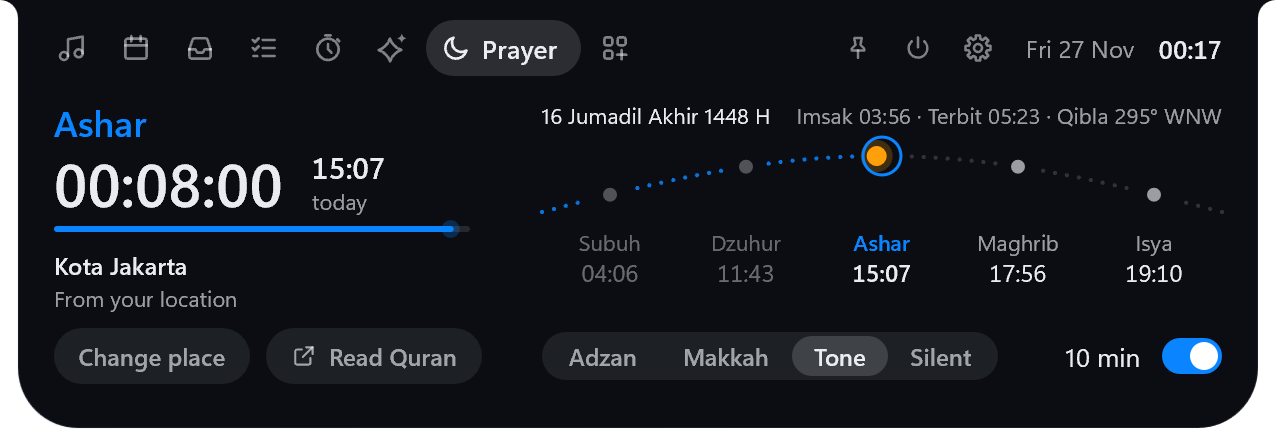 Prayer
Fri 27 Nov 00:17
Ashar
00:08:00
15:07
today
Kota Jakarta
From your location
Change place
Read Quran
16 Jumadil Akhir 1448 H
Imsak 03:56 · Terbit 05:23 · Qibla 295° WNW
Subuh Dzuhur Ashar Maghrib Isya
04:06 11:43 15:07 17:56 19:10
Adzan Makkah Tone Silent
10 min